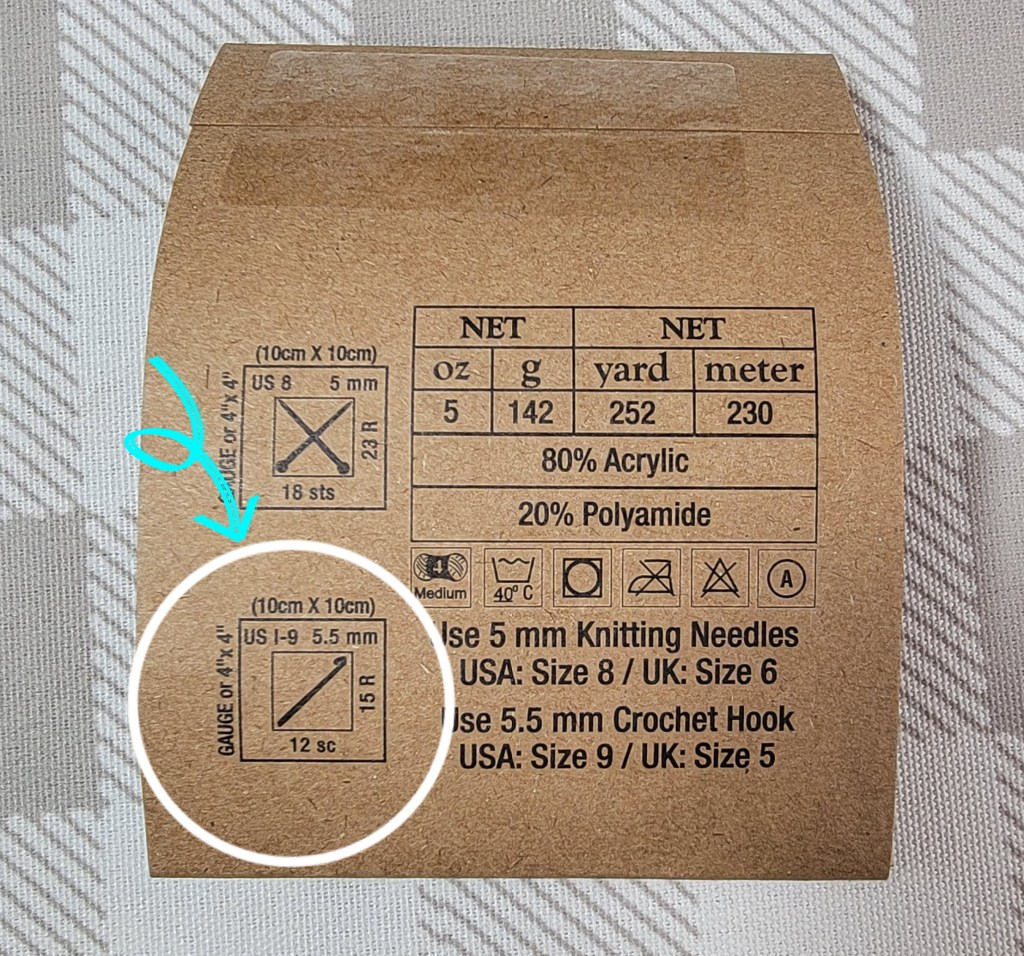 (10cm X 10cm)
GAUGE or 4"x 4"
US 8 5 mm
23 R
18 sts
NET NET
oz g yard meter
5 142 252 230
80% Acrylic
20% Polyamide
4
Medium
40° C
A
(10cm X 10cm)
GAUGE or 4"x 4"
US I-9 5.5 mm
15 R
12 sc
Use 5 mm Knitting Needles
USA: Size 8 / UK: Size 6
Use 5.5 mm Crochet Hook
USA: Size 9 / UK: Size 5